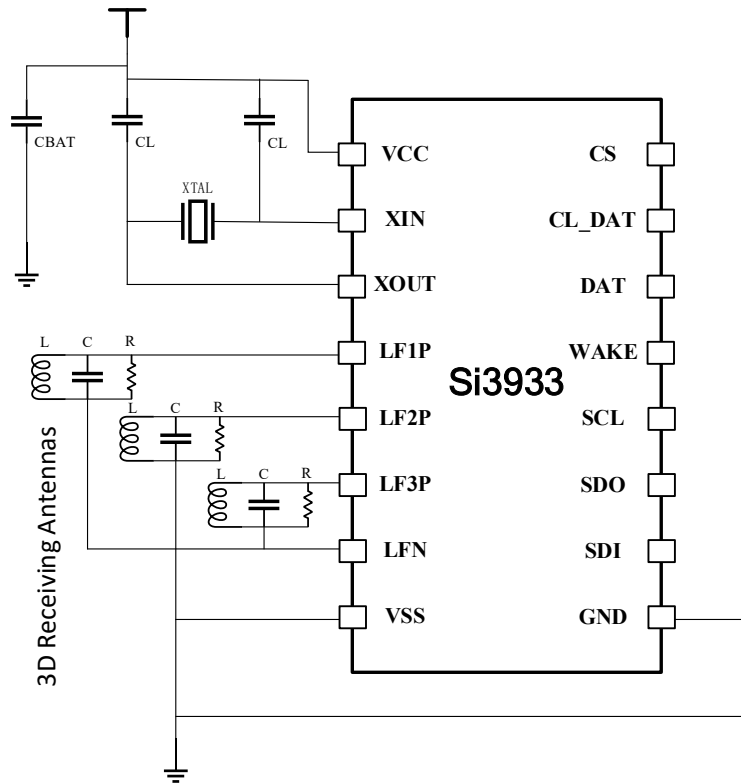 CBAT
CL
CL
XTAL
VCC
CS
XIN
CL_DAT
XOUT
DAT
L
C
R
LF1P
WAKE
Si3933
L
C
R
LF2P
SCL
L
C
R
LF3P
SDO
LFN
SDI
VSS
GND
3D Receiving Antennas